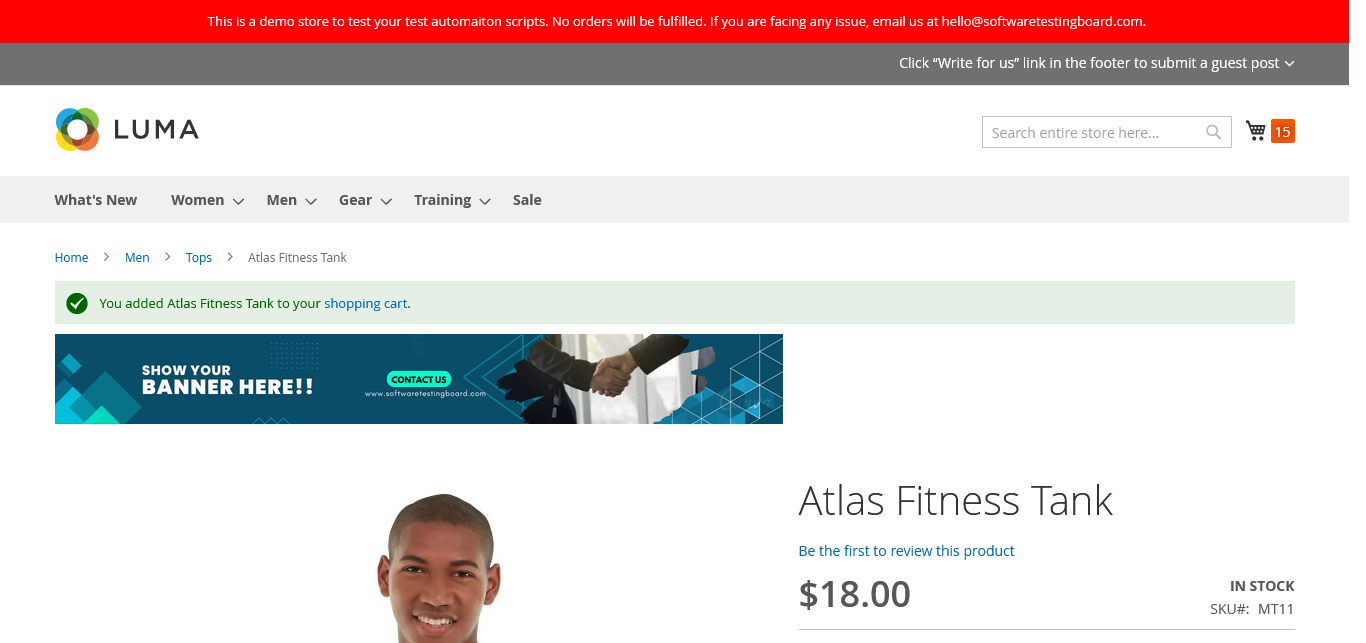 This is a demo store to test your test automaiton scripts. No orders will be fulfilled. If you are facing any issue, email us at hello@softwaretestingboard.com.
Click “Write for us” link in the footer to submit a guest post
LUMA
Search entire store here...
15
What's New Women Men Gear Training Sale
Home Men Tops Atlas Fitness Tank
You added Atlas Fitness Tank to your shopping cart.
SHOW YOUR
BANNER HERE!!
CONTACT US
www.softwaretestingboard.com
Atlas Fitness Tank
Be the first to review this product
$18.00
IN STOCK
SKU#: MT11